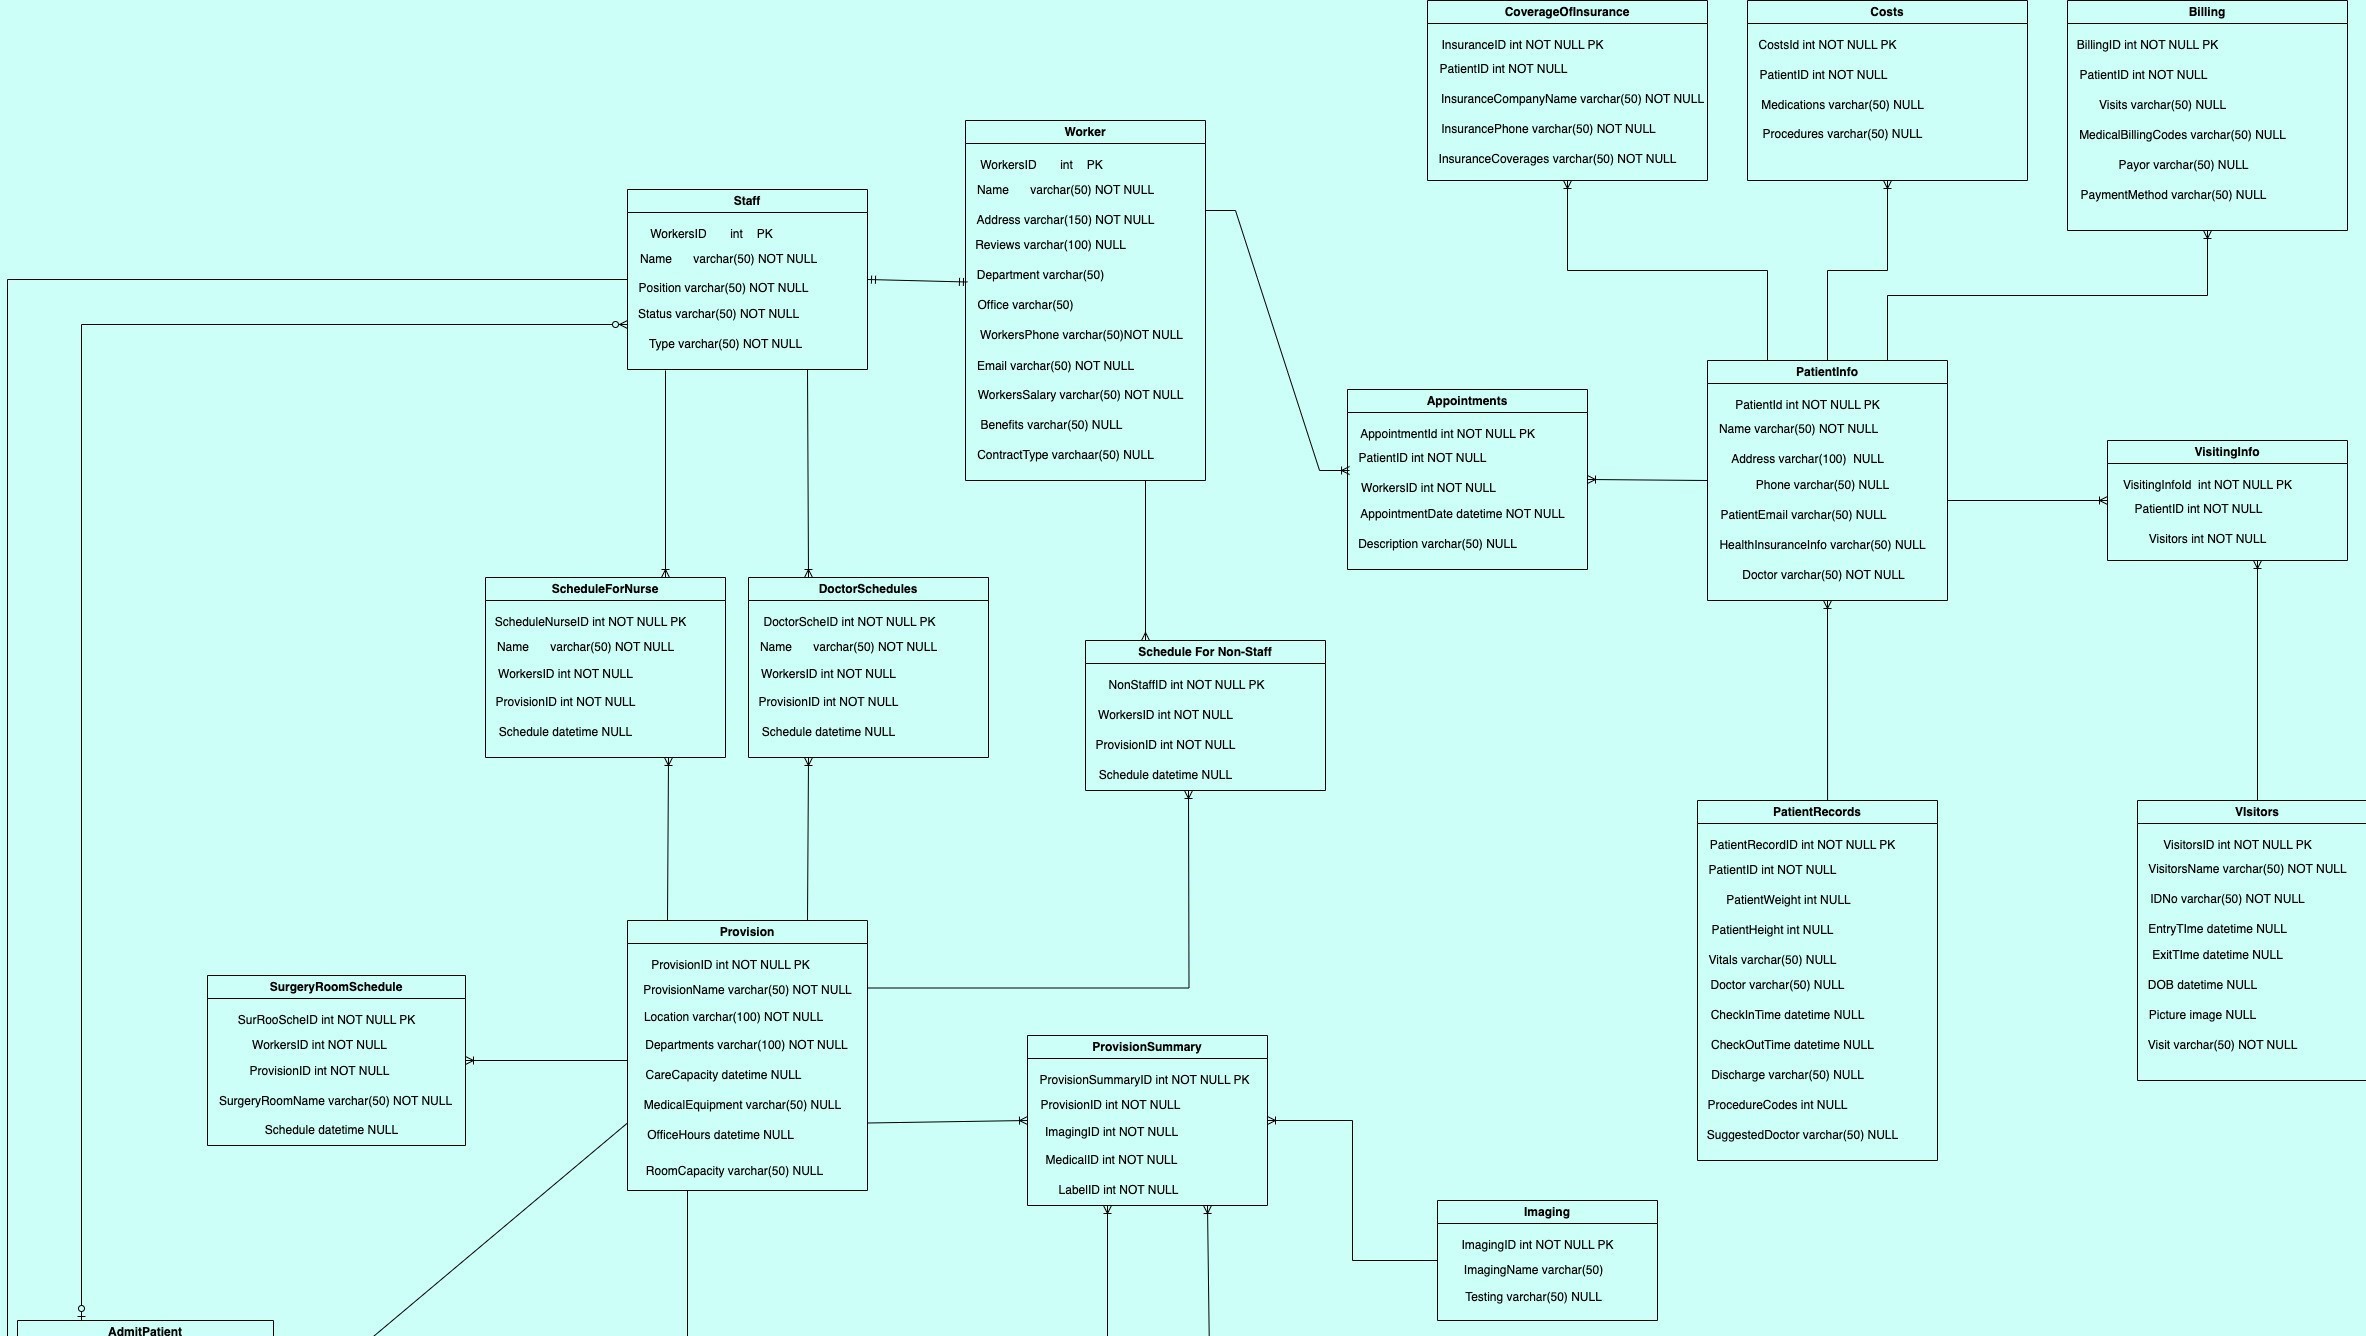 CoverageOfInsurance
InsuranceID int NOT NULL PK
PatientID int NOT NULL
InsuranceCompanyName varchar(50) NOT NULL
InsurancePhone varchar(50) NOT NULL
InsuranceCoverages varchar(50) NOT NULL
Costs
CostsId int NOT NULL PK
PatientID int NOT NULL
Medications varchar(50) NULL
Procedures varchar(50) NULL
Billing
BillingID int NOT NULL PK
PatientID int NOT NULL
Visits varchar(50) NULL
MedicalBillingCodes varchar(50) NULL
Payor varchar(50) NULL
PaymentMethod varchar(50) NULL
Worker
WorkersID int PK
Name varchar(50) NOT NULL
Address varchar(150) NOT NULL
Reviews varchar(100) NULL
Department varchar(50)
Office varchar(50)
WorkersPhone varchar(50)NOT NULL
Email varchar(50) NOT NULL
WorkersSalary varchar(50) NOT NULL
Benefits varchar(50) NULL
ContractType varchaar(50) NULL
Staff
WorkersID int PK
Name varchar(50) NOT NULL
Position varchar(50) NOT NULL
Status varchar(50) NOT NULL
Type varchar(50) NOT NULL
PatientInfo
PatientId int NOT NULL PK
Name varchar(50) NOT NULL
Address varchar(100) NULL
Phone varchar(50) NULL
PatientEmail varchar(50) NULL
HealthInsuranceInfo varchar(50) NULL
Doctor varchar(50) NOT NULL
Appointments
AppointmentId int NOT NULL PK
PatientID int NOT NULL
WorkersID int NOT NULL
AppointmentDate datetime NOT NULL
Description varchar(50) NULL
VisitingInfo
VisitingInfoId int NOT NULL PK
PatientID int NOT NULL
Visitors int NOT NULL
ScheduleForNurse
ScheduleNurseID int NOT NULL PK
Name varchar(50) NOT NULL
WorkersID int NOT NULL
ProvisionID int NOT NULL
Schedule datetime NULL
DoctorSchedules
DoctorScheID int NOT NULL PK
Name varchar(50) NOT NULL
WorkersID int NOT NULL
ProvisionID int NOT NULL
Schedule datetime NULL
Schedule For Non-Staff
NonStaffID int NOT NULL PK
WorkersID int NOT NULL
ProvisionID int NOT NULL
Schedule datetime NULL
PatientRecords
PatientRecordID int NOT NULL PK
PatientID int NOT NULL
PatientWeight int NULL
PatientHeight int NULL
Vitals varchar(50) NULL
Doctor varchar(50) NULL
CheckInTime datetime NULL
CheckOutTime datetime NULL
Discharge varchar(50) NULL
ProcedureCodes int NULL
SuggestedDoctor varchar(50) NULL
VIsitors
VisitorsID int NOT NULL PK
VisitorsName varchar(50) NOT NULL
IDNo varchar(50) NOT NULL
EntryTIme datetime NULL
ExitTIme datetime NULL
DOB datetime NULL
Picture image NULL
Visit varchar(50) NOT NULL
Provision
ProvisionID int NOT NULL PK
ProvisionName varchar(50) NOT NULL
Location varchar(100) NOT NULL
Departments varchar(100) NOT NULL
CareCapacity datetime NULL
MedicalEquipment varchar(50) NULL
OfficeHours datetime NULL
RoomCapacity varchar(50) NULL
SurgeryRoomSchedule
SurRooScheID int NOT NULL PK
WorkersID int NOT NULL
ProvisionID int NOT NULL
SurgeryRoomName varchar(50) NOT NULL
Schedule datetime NULL
ProvisionSummary
ProvisionSummaryID int NOT NULL PK
ProvisionID int NOT NULL
ImagingID int NOT NULL
MedicalID int NOT NULL
LabelID int NOT NULL
Imaging
ImagingID int NOT NULL PK
ImagingName varchar(50)
Testing varchar(50) NULL
AdmitPatient